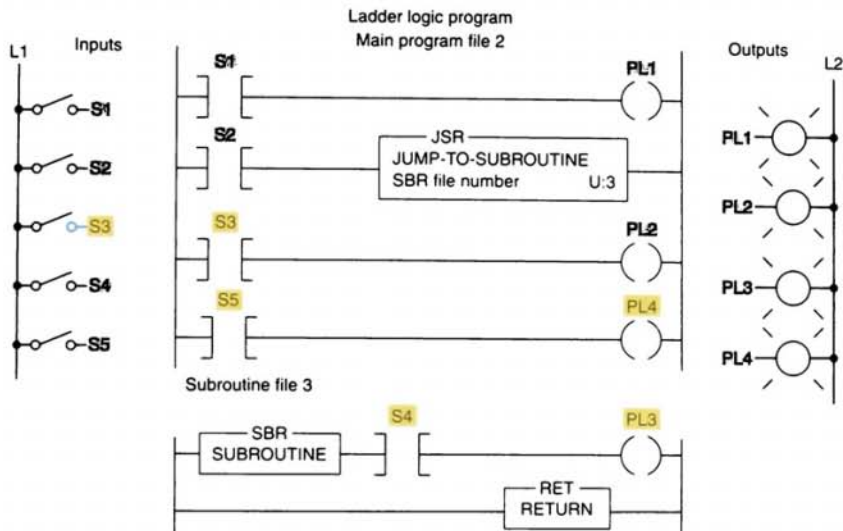 Ladder logic program
Main program file 2
Inputs
Outputs
L1
L2
S1
PL1
S1
S2
JSR
JUMP-TO-SUBROUTINE
SBR file number U:3
PL1
S2
S3
PL2
PL2
S3
S4
S5
PL4
PL3
S5
PL4
Subroutine file 3
S4
PL3
SBR
SUBROUTINE
RET
RETURN